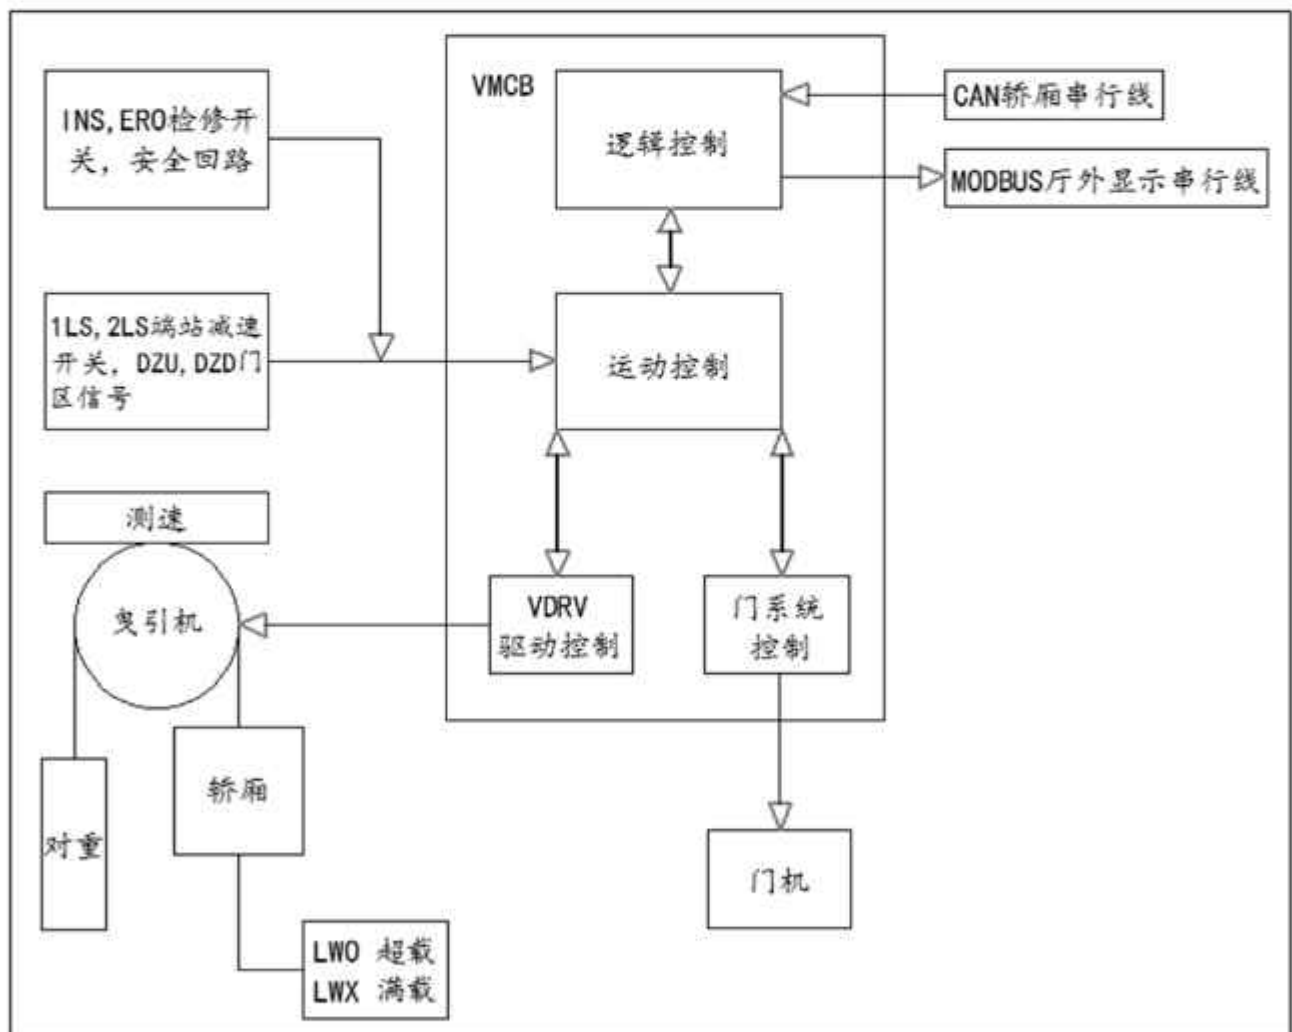 VMCB
INS,ERO检修开
关，安全回路
逻辑控制
CAN轿厢串行线
MODBUS厅外显示串行线
1LS,2LS端站减速
开关，DZU,DZD门
区信号
运动控制
测速
曳引机
VDRV
驱动控制
门系统
控制
轿厢
对重
门机
LWO 超载
LWX 满载